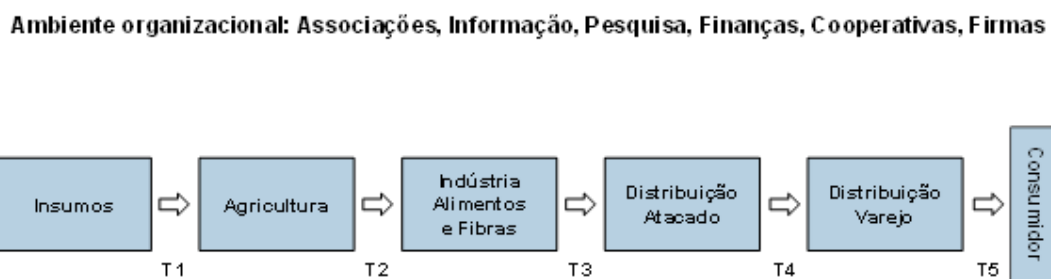 Ambiente organizacional: Associações, Informação, Pesquisa, Finanças, Cooperativas, Firmas
Insumos
Agricultura
Indústria
Alimentos
e Fibras
Distribuição
Atacado
Distribuição
Varejo
Consumidor
T1
T2
T3
T4
T5